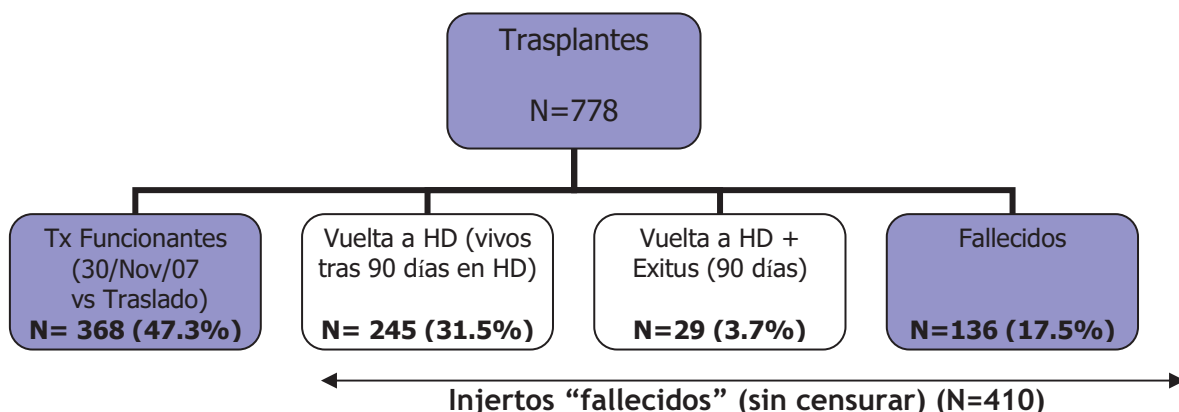 Trasplantes
N=778
Tx Funcionantes
(30/Nov/07
vs Traslado)
N= 368 (47.3%)
Vuelta a HD (vivos
tras 90 días en HD)
N= 245 (31.5%)
Vuelta a HD +
Exitus (90 días)
N=29 (3.7%)
Fallecidos
N=136 (17.5%)
Injertos “fallecidos” (sin censurar) (N=410)